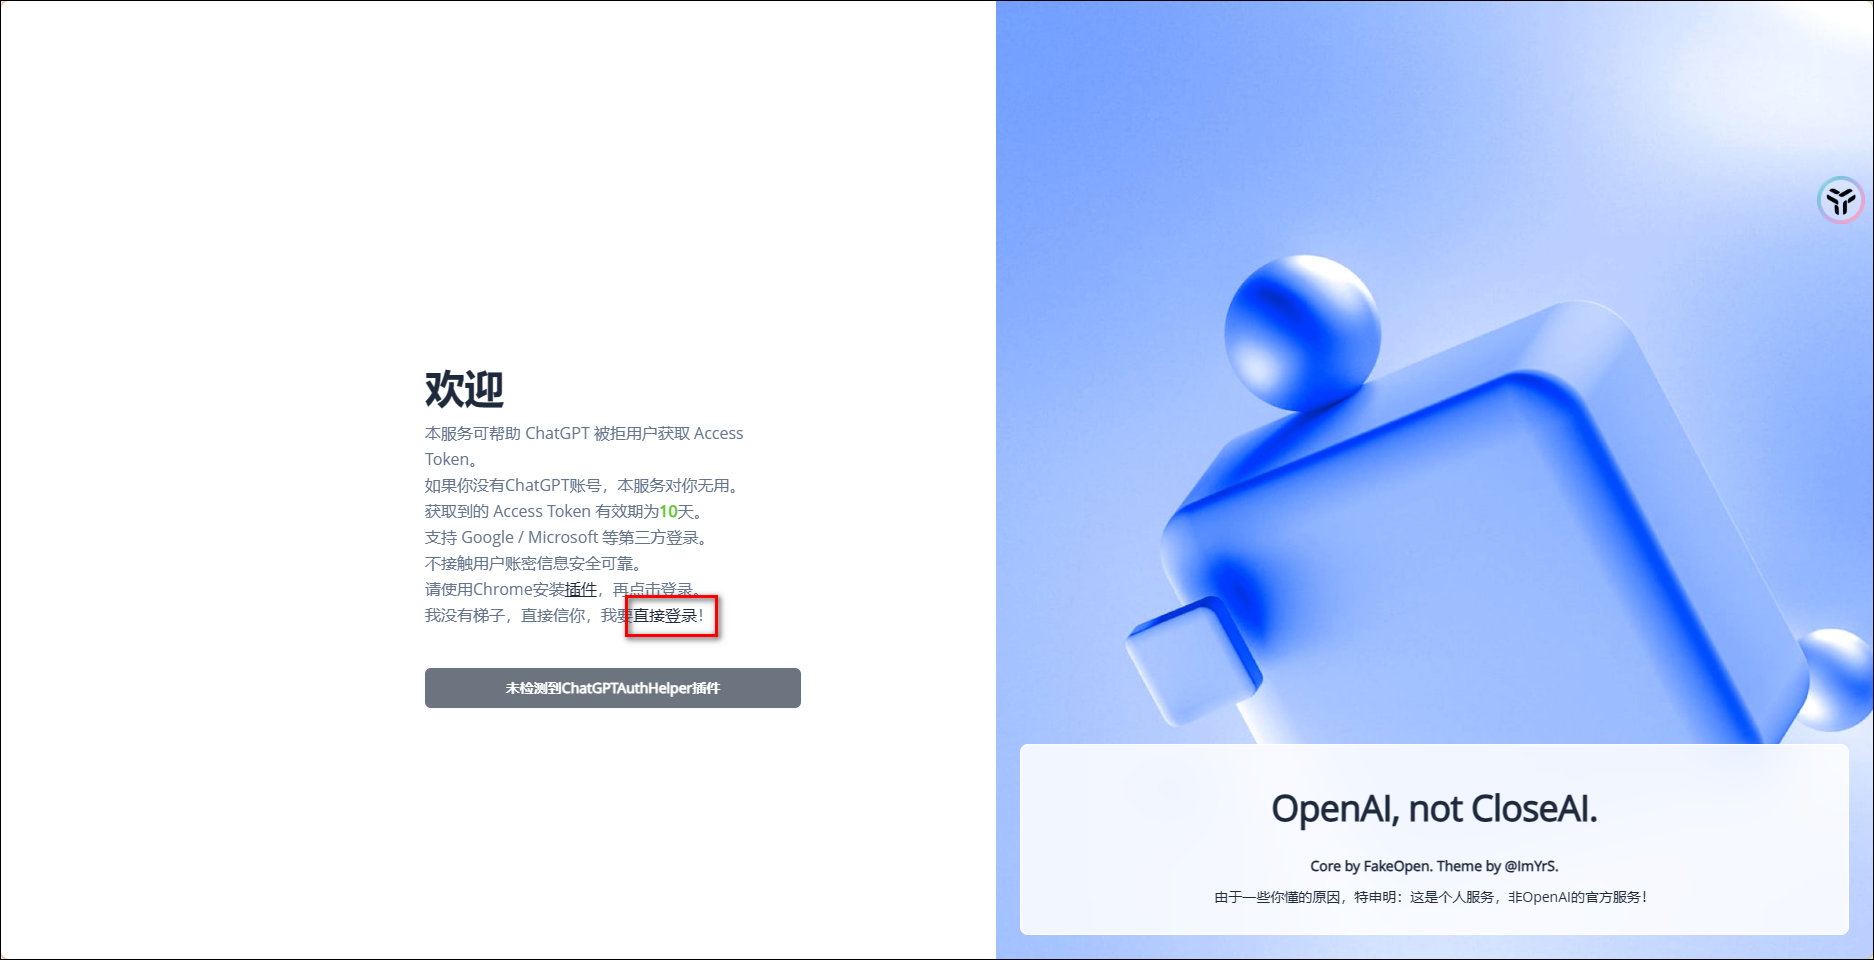 欢迎
本服务可帮助 ChatGPT 被拒用户获取 Access
Token。
如果你没有ChatGPT账号，本服务对你无用。
获取到的 Access Token 有效期为10天。
支持 Google / Microsoft 等第三方登录。
不接触用户账密信息安全可靠。
请使用Chrome安装插件，再点击登录。
我没有梯子，直接信你，我要直接登录！
未检测到ChatGPTAuthHelper插件
OpenAI, not CloseAI.
Core by FakeOpen. Theme by @ImYrS.
由于一些你懂的原因，特申明：这是个人服务，非OpenAI的官方服务！